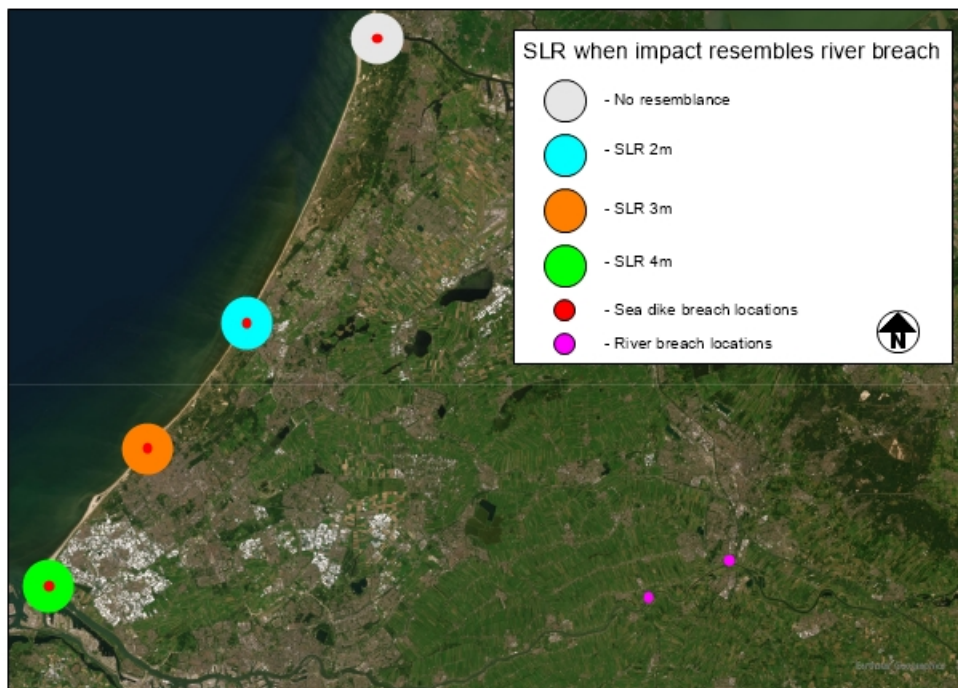 SLR when impact resembles river breach
- No resemblance
- SLR 2m
- SLR 3m
- SLR 4m
- Sea dike breach locations
- River breach locations
N